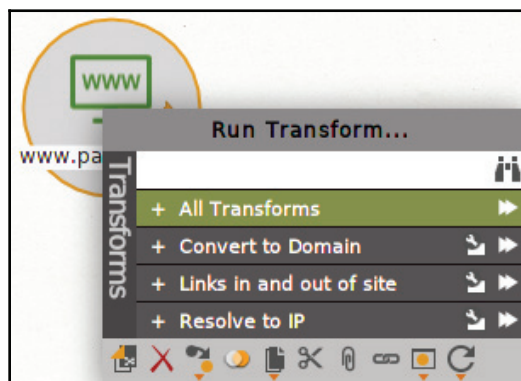 WWW
Run Transform...
www.pa
Transforms
+ All Transforms
+ Convert to Domain
+ Links in and out of site
+ Resolve to IP